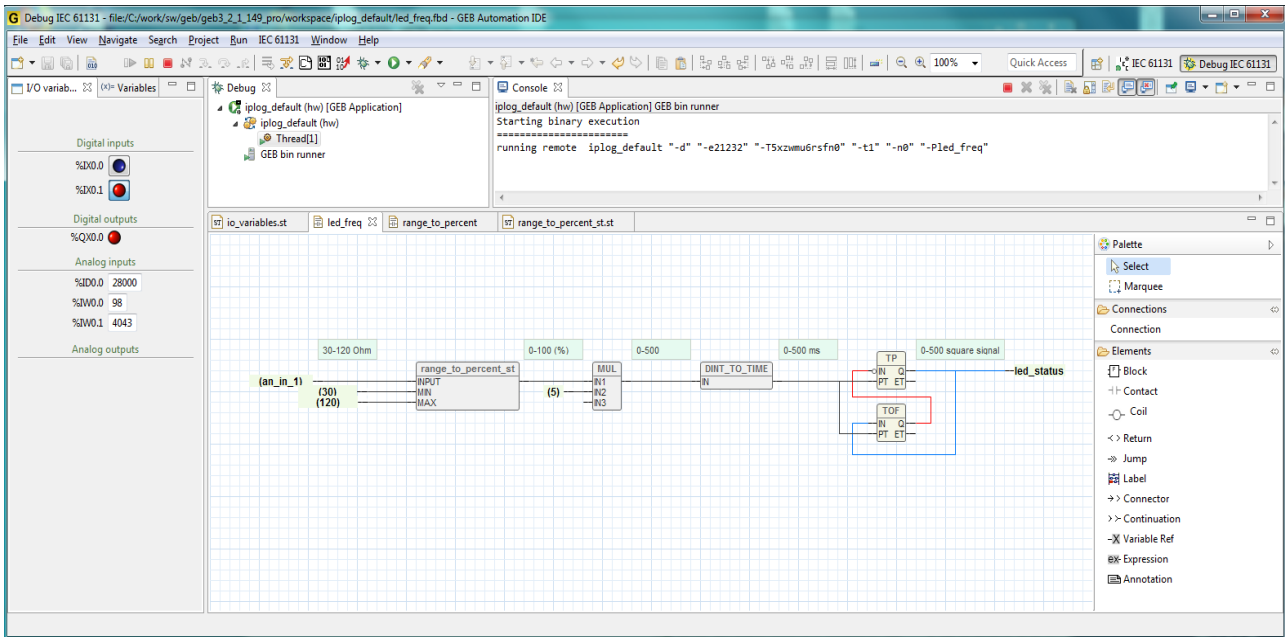 Debug IEC 61131 - file:/C:/work/sw/geb/geb3_2_1_149_pro/workspace/iplog_default/led_freq.fbd - GEB Automation IDE
File Edit View Navigate Search Project Run IEC 61131 Window Help
100% Quick Access IEC 61131 Debug IEC 61131
I/O variab... (x)= Variables
Digital inputs
%IX0.0
%IX0.1
Digital outputs
%QX0.0
Analog inputs
%ID0.0 28000
%IW0.0 98
%IW0.1 4043
Analog outputs
Debug
iplog_default (hw) [GEB Application]
iplog_default (hw)
Thread[1]
GEB bin runner
Console
iplog_default (hw) [GEB Application] GEB bin runner
Starting binary execution
=======================
running remote iplog_default "-d" "-e21232" "-T5xzwmu6rsfn0" "-t1" "-n0" "-Pled_freq"
io_variables.st led_freq range_to_percent range_to_percent_st.st
30-120 Ohm 0-100 (%) 0-500 0-500 ms 0-500 square signal
range_to_percent_st MUL DINT_TO_TIME TP
(an_in_1) INPUT IN1 IN IN Q led_status
(30) MIN (5) IN2 PT ET
(120) MAX IN3
TOF
IN Q
PT ET
Palette
Select
Marquee
Connections
Connection
Elements
Block
Contact
Coil
Return
Jump
Label
Connector
Continuation
Variable Ref
Expression
Annotation